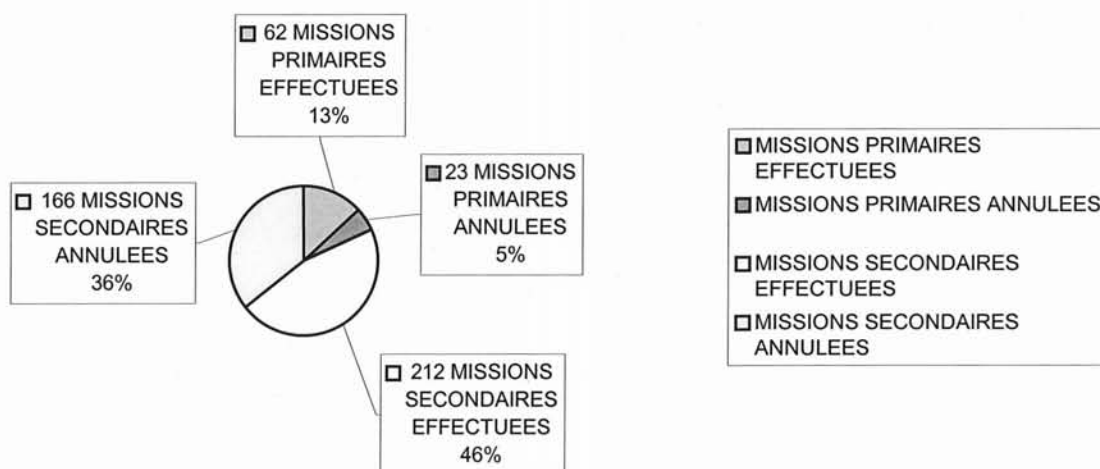 62 MISSIONS
PRIMAIRES
EFFECTUEES
13%
23 MISSIONS
PRIMAIRES
ANNULEES
5%
166 MISSIONS
SECONDAIRES
ANNULEES
36%
212 MISSIONS
SECONDAIRES
EFFECTUEES
46%
MISSIONS PRIMAIRES
EFFECTUEES
MISSIONS PRIMAIRES ANNULEES
MISSIONS SECONDAIRES
EFFECTUEES
MISSIONS SECONDAIRES
ANNULEES